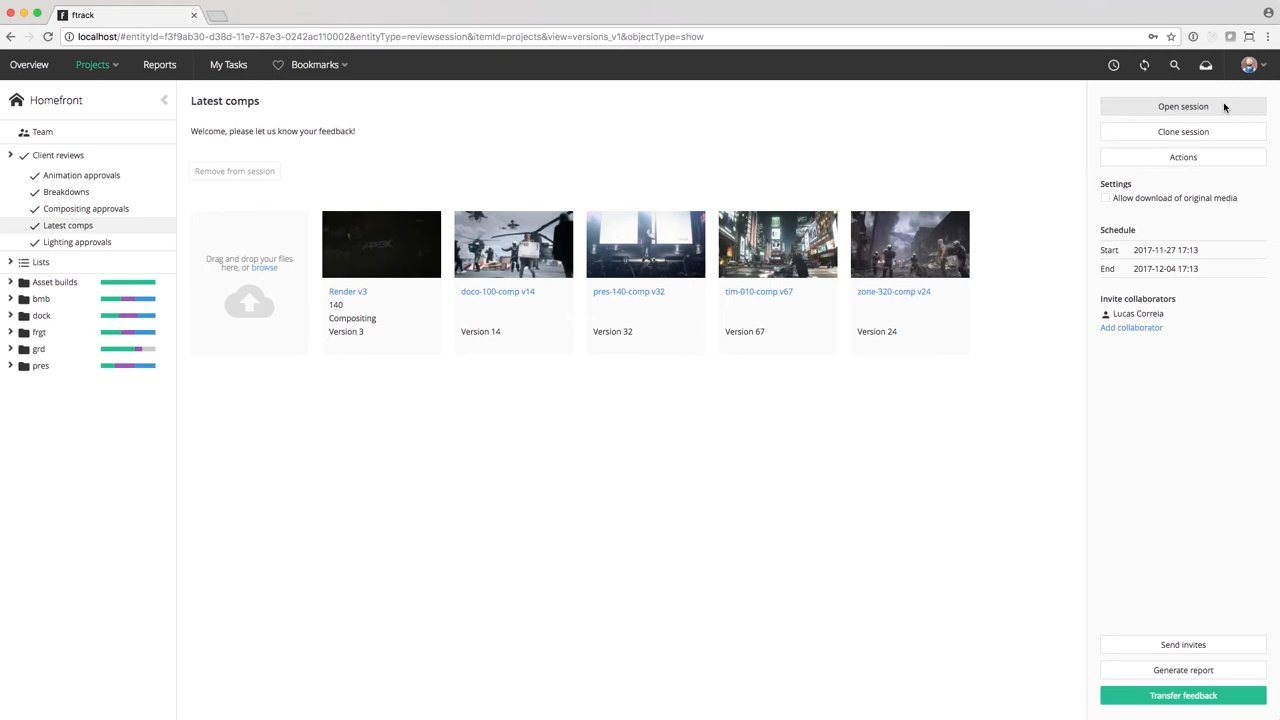 ftrack
localhost/#entityId=f3f9ab30-d38d-11e7-87e3-0242ac110002&entityType=reviewsession&itemId=projects&view=versions_v1&objectType=show
Overview
Projects
Reports
My Tasks
Bookmarks
Homefront
Team
Client reviews
Animation approvals
Breakdowns
Compositing approvals
Latest comps
Lighting approvals
Lists
Asset builds
bmb
dock
frgt
grd
pres
Latest comps
Welcome, please let us know your feedback!
Remove from session
Drag and drop your files
here, or browse
Render v3
140
Compositing
Version 3
doco-100-comp v14
Version 14
pres-140-comp v32
Version 32
tim-010-comp v67
Version 67
zone-320-comp v24
Version 24
Open session
Clone session
Actions
Settings
Allow download of original media
Schedule
Start 2017-11-27 17:13
End 2017-12-04 17:13
Invite collaborators
Lucas Correia
Add collaborator
Send invites
Generate report
Transfer feedback